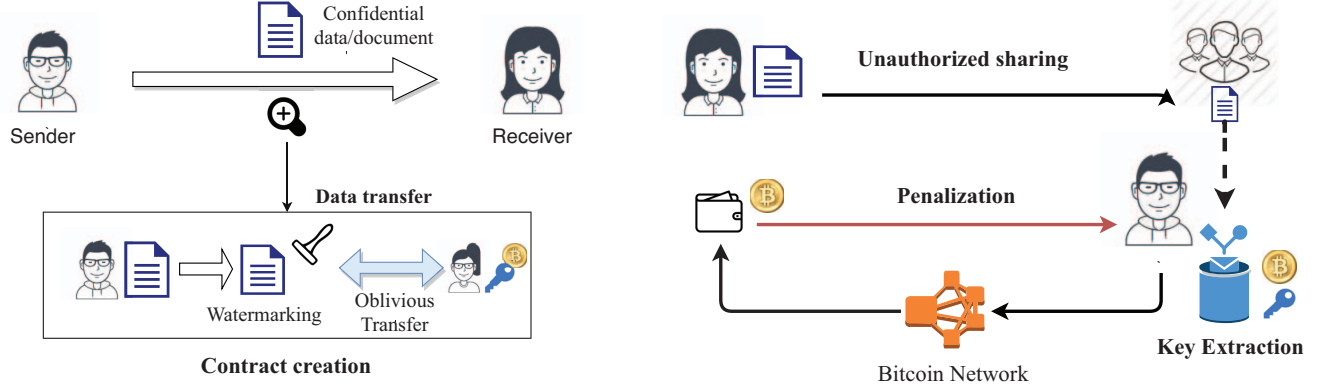 Confidential
data/document
Sender
Receiver
Data transfer
Watermarking
Oblivious
Transfer
Contract creation
Unauthorized sharing
Penalization
Key Extraction
Bitcoin Network